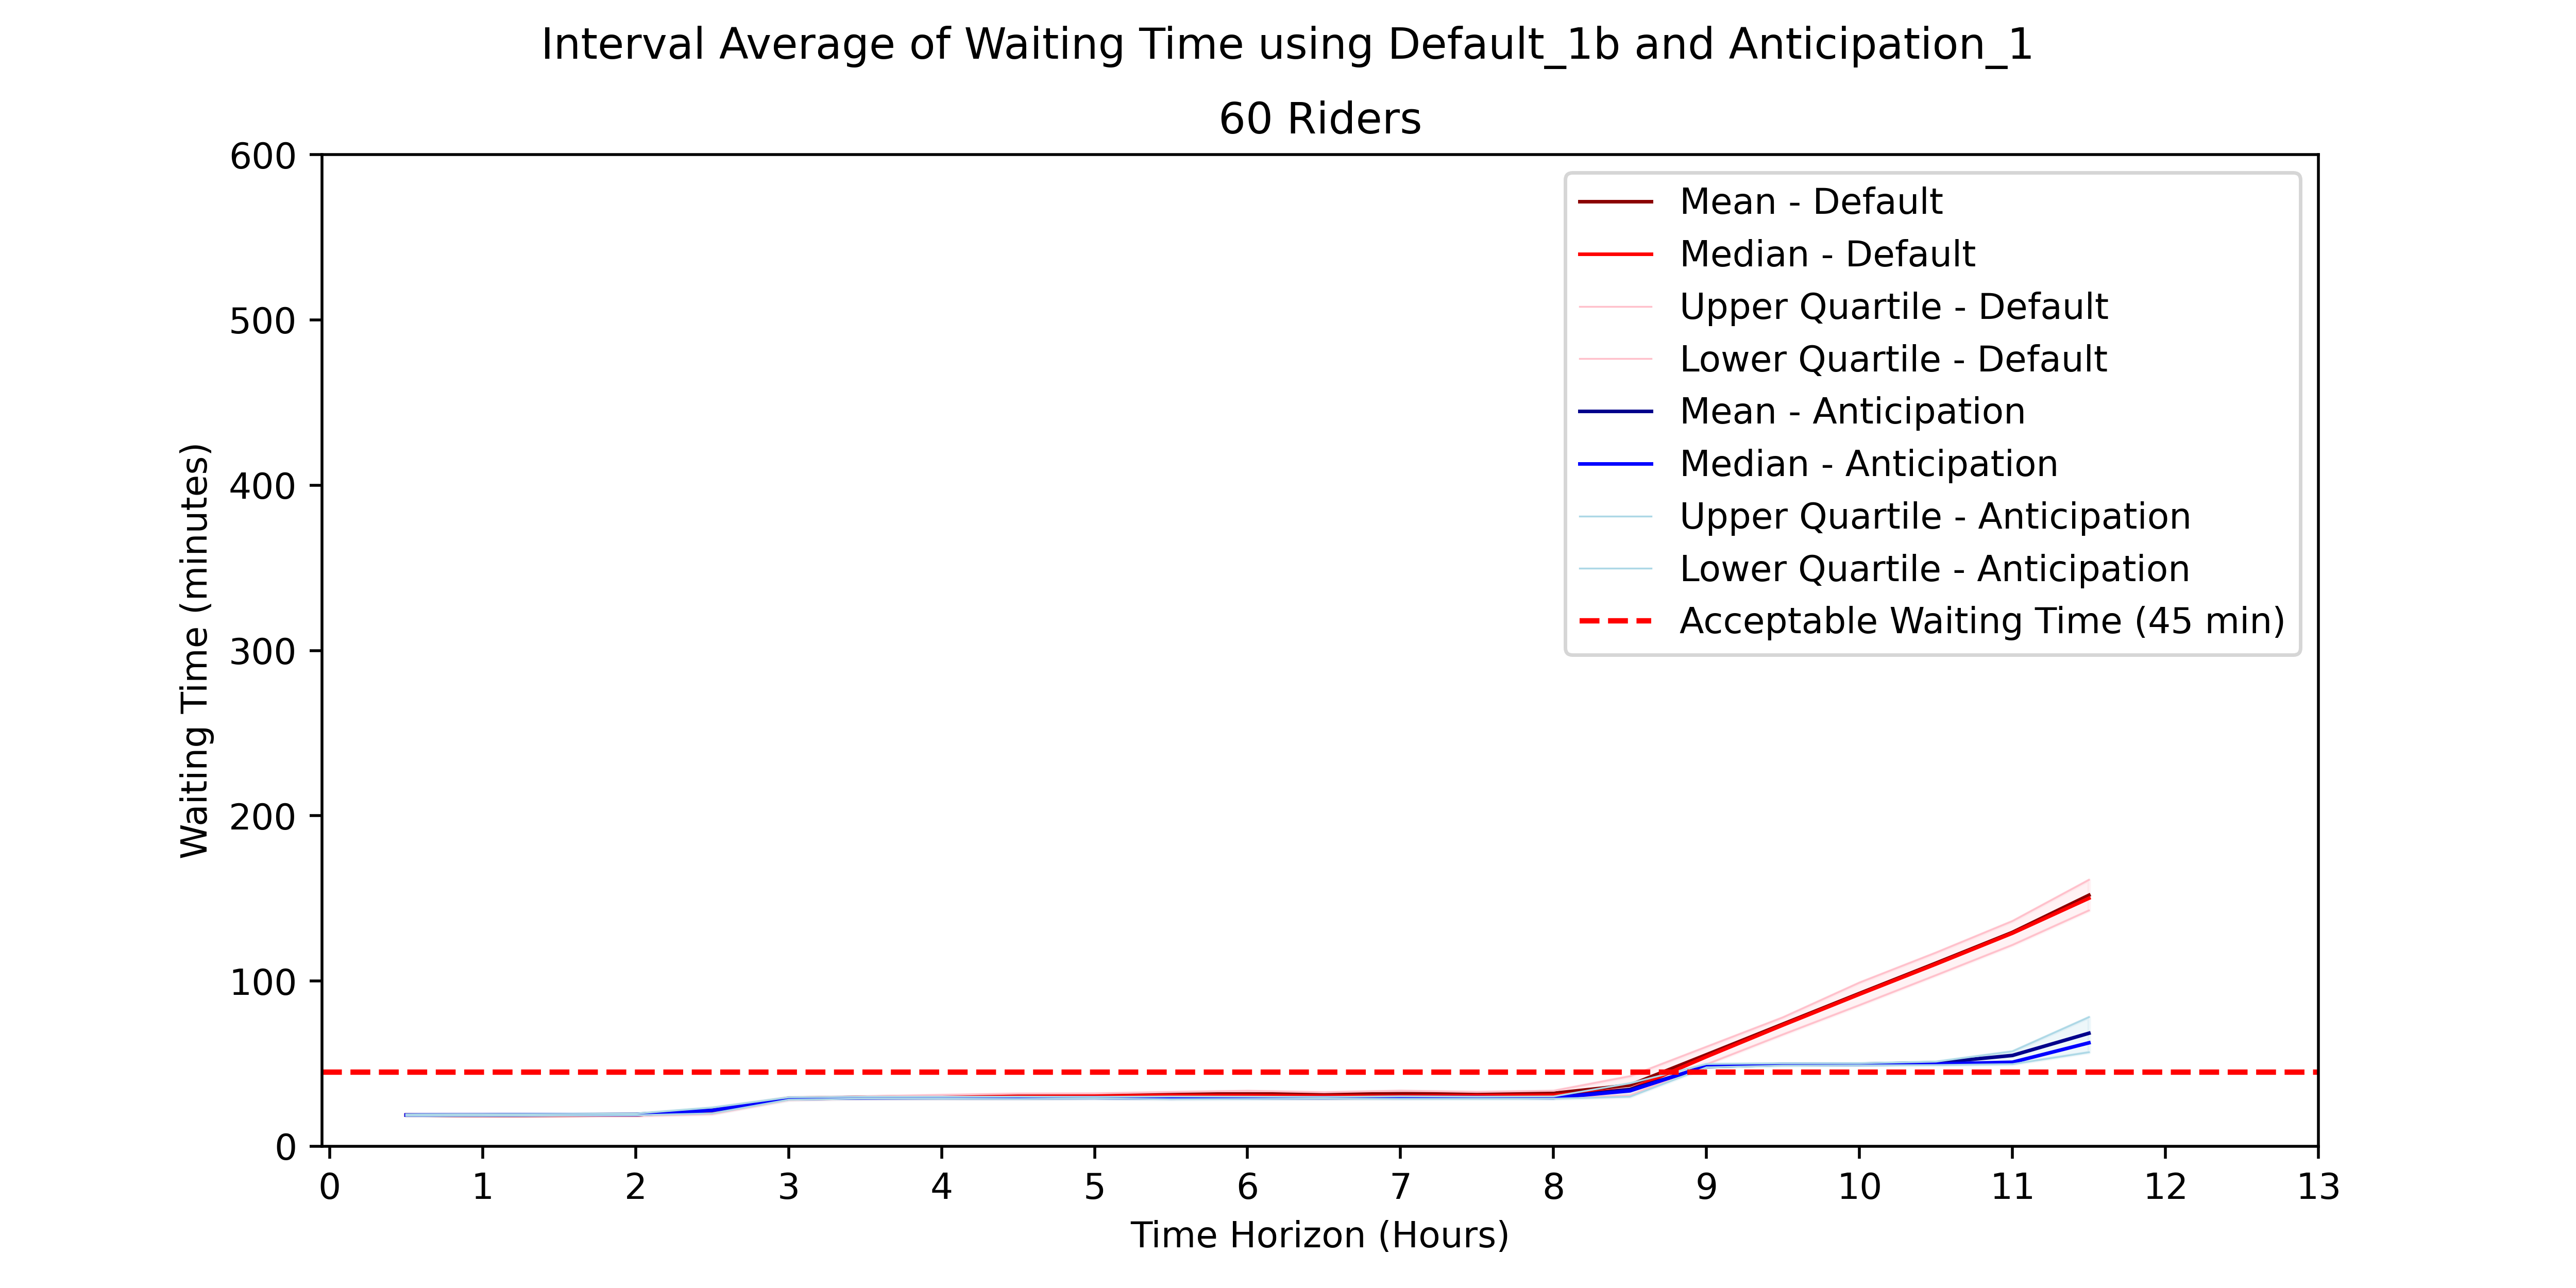 Interval Average of Waiting Time using Default_1b and Anticipation_1
60 Riders
600
500
400
300
200
100
0
Waiting Time (minutes)
Mean - Default
Median - Default
Upper Quartile - Default
Lower Quartile - Default
Mean - Anticipation
Median - Anticipation
Upper Quartile - Anticipation
Lower Quartile - Anticipation
Acceptable Waiting Time (45 min)
0 1 2 3 4 5 6 7 8 9 10 11 12 13
Time Horizon (Hours)